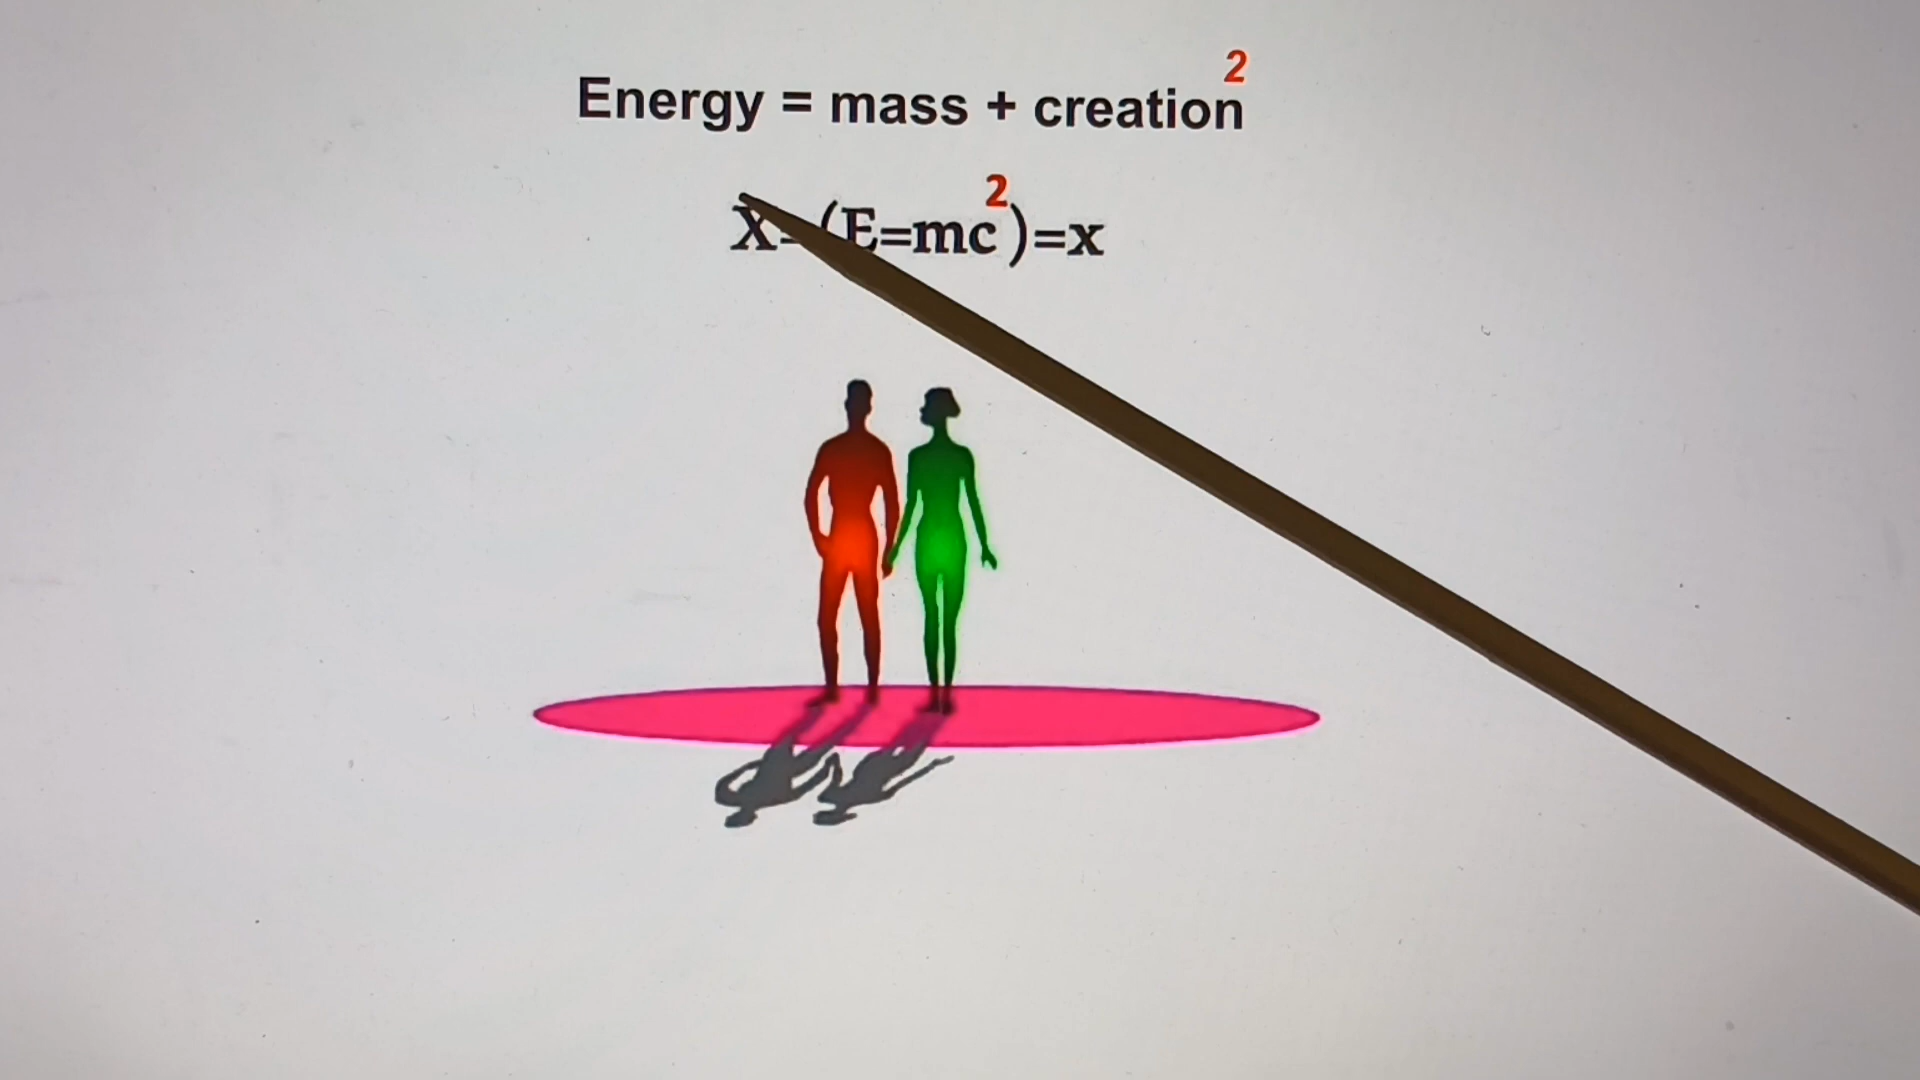 Energy = mass + creation²
X=(E=mc²)=x